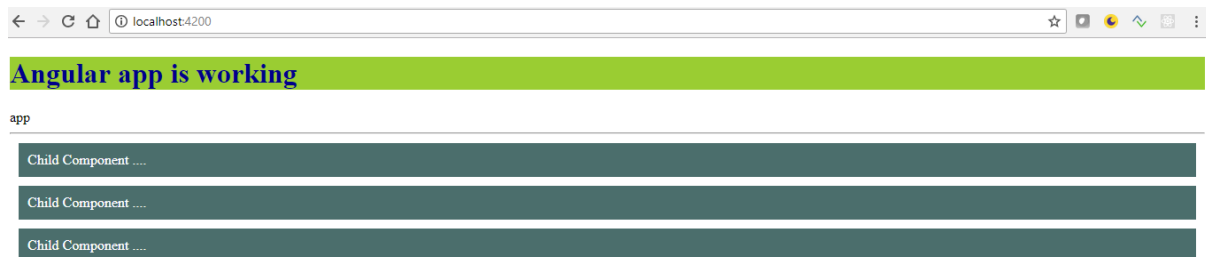 localhost:4200
Angular app is working
app
Child Component ....
Child Component ....
Child Component ....